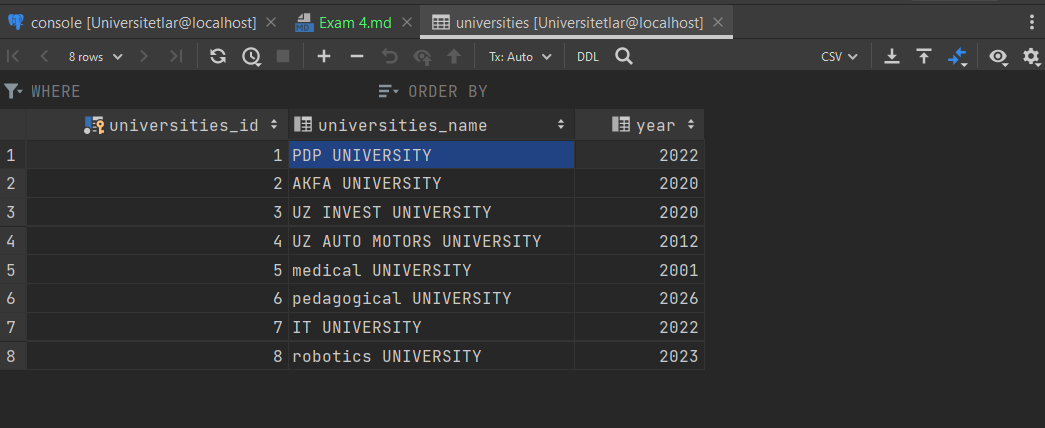 console [Universitetlar@localhost] Exam 4.md universities [Universitetlar@localhost]
8 rows Tx: Auto DDL CSV
WHERE ORDER BY
universities_id universities_name year
1 1 PDP UNIVERSITY 2022
2 2 AKFA UNIVERSITY 2020
3 3 UZ INVEST UNIVERSITY 2020
4 4 UZ AUTO MOTORS UNIVERSITY 2012
5 5 medical UNIVERSITY 2001
6 6 pedagogical UNIVERSITY 2026
7 7 IT UNIVERSITY 2022
8 8 robotics UNIVERSITY 2023